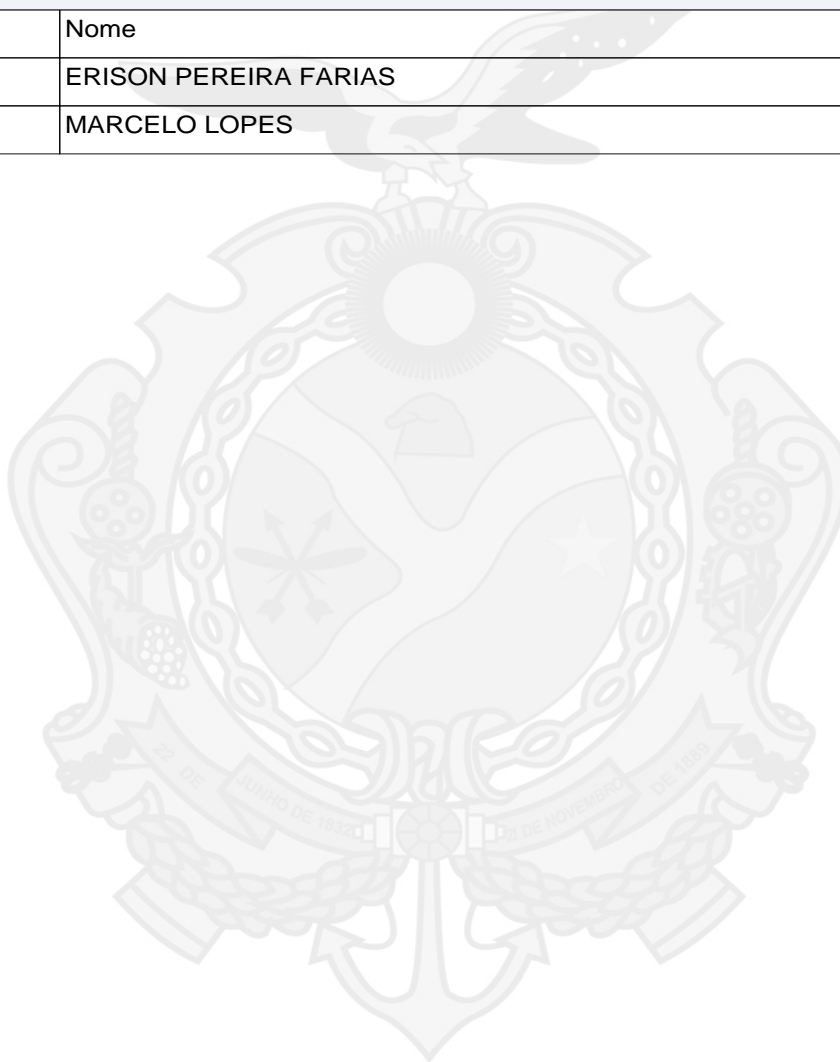 Nome
ERISON PEREIRA FARIAS
MARCELO LOPES
22 DE
JUNHO DE 1832
21 DE NOVEMBRO
DE 1889